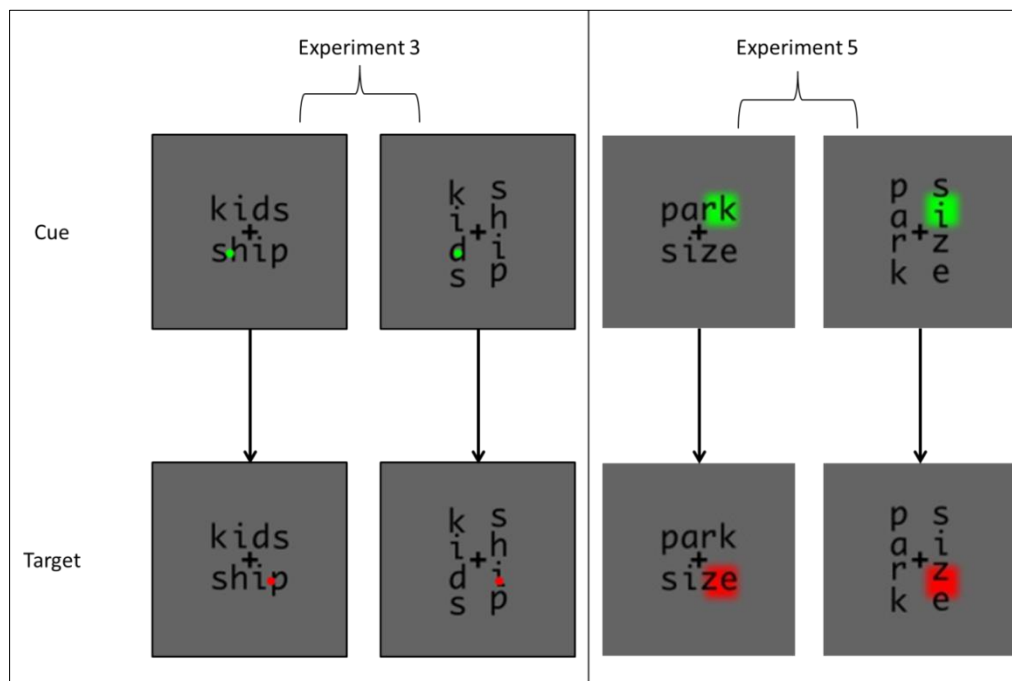 Experiment 3
Experiment 5
Cue
kids
+
ship
k s
i h
+
d i
s p
park
+
size
p s
a i
+
r z
k e
Target
kids
+
ship
k s
i h
+
d i
s p
park
+
size
p s
a i
+
r z
k e